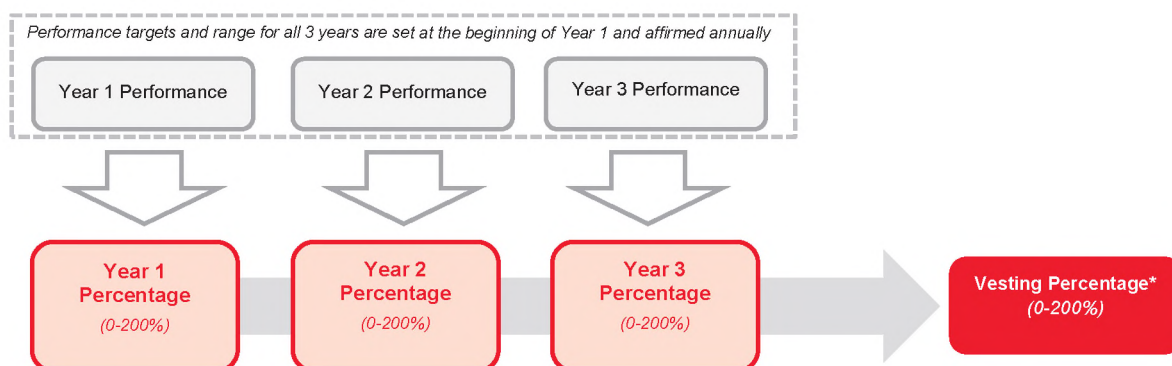 Performance targets and range for all 3 years are set at the beginning of Year 1 and affirmed annually
Year 1 Performance
Year 2 Performance
Year 3 Performance
Year 1
Percentage
(0-200%)
Year 2
Percentage
(0-200%)
Year 3
Percentage
(0-200%)
Vesting Percentage*
(0-200%)